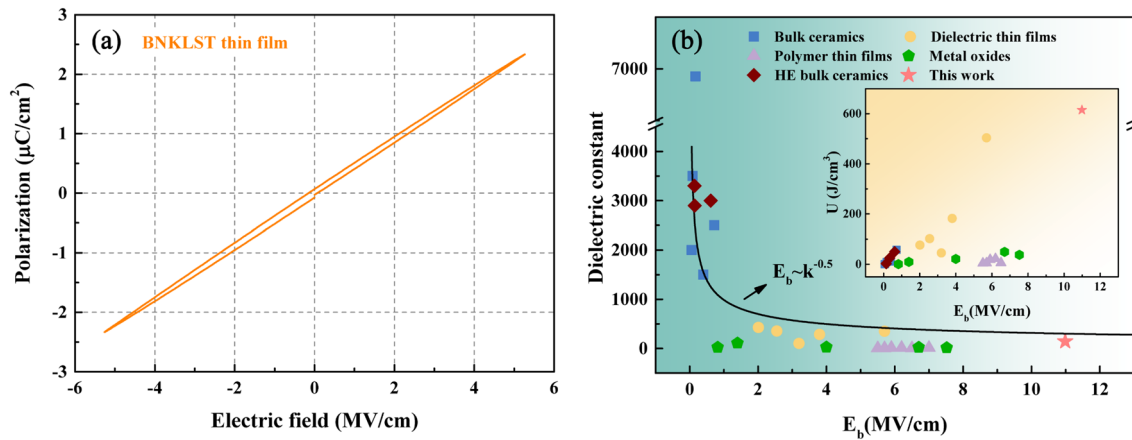 (a)
BNKLST thin film
Polarization (μC/cm²)
3
2
1
0
-1
-2
-3
-6
-4
-2
0
2
4
6
Electric field (MV/cm)
(b)
Bulk ceramics
Dielectric thin films
Polymer thin films
Metal oxides
HE bulk ceramics
This work
Dielectric constant
7000
4000
3000
2000
1000
0
E_b~k^-0.5
0
2
4
6
8
10
12
E_b(MV/cm)
U (J/cm³)
600
400
200
0
0
2
4
6
8
10
12
E_b(MV/cm)